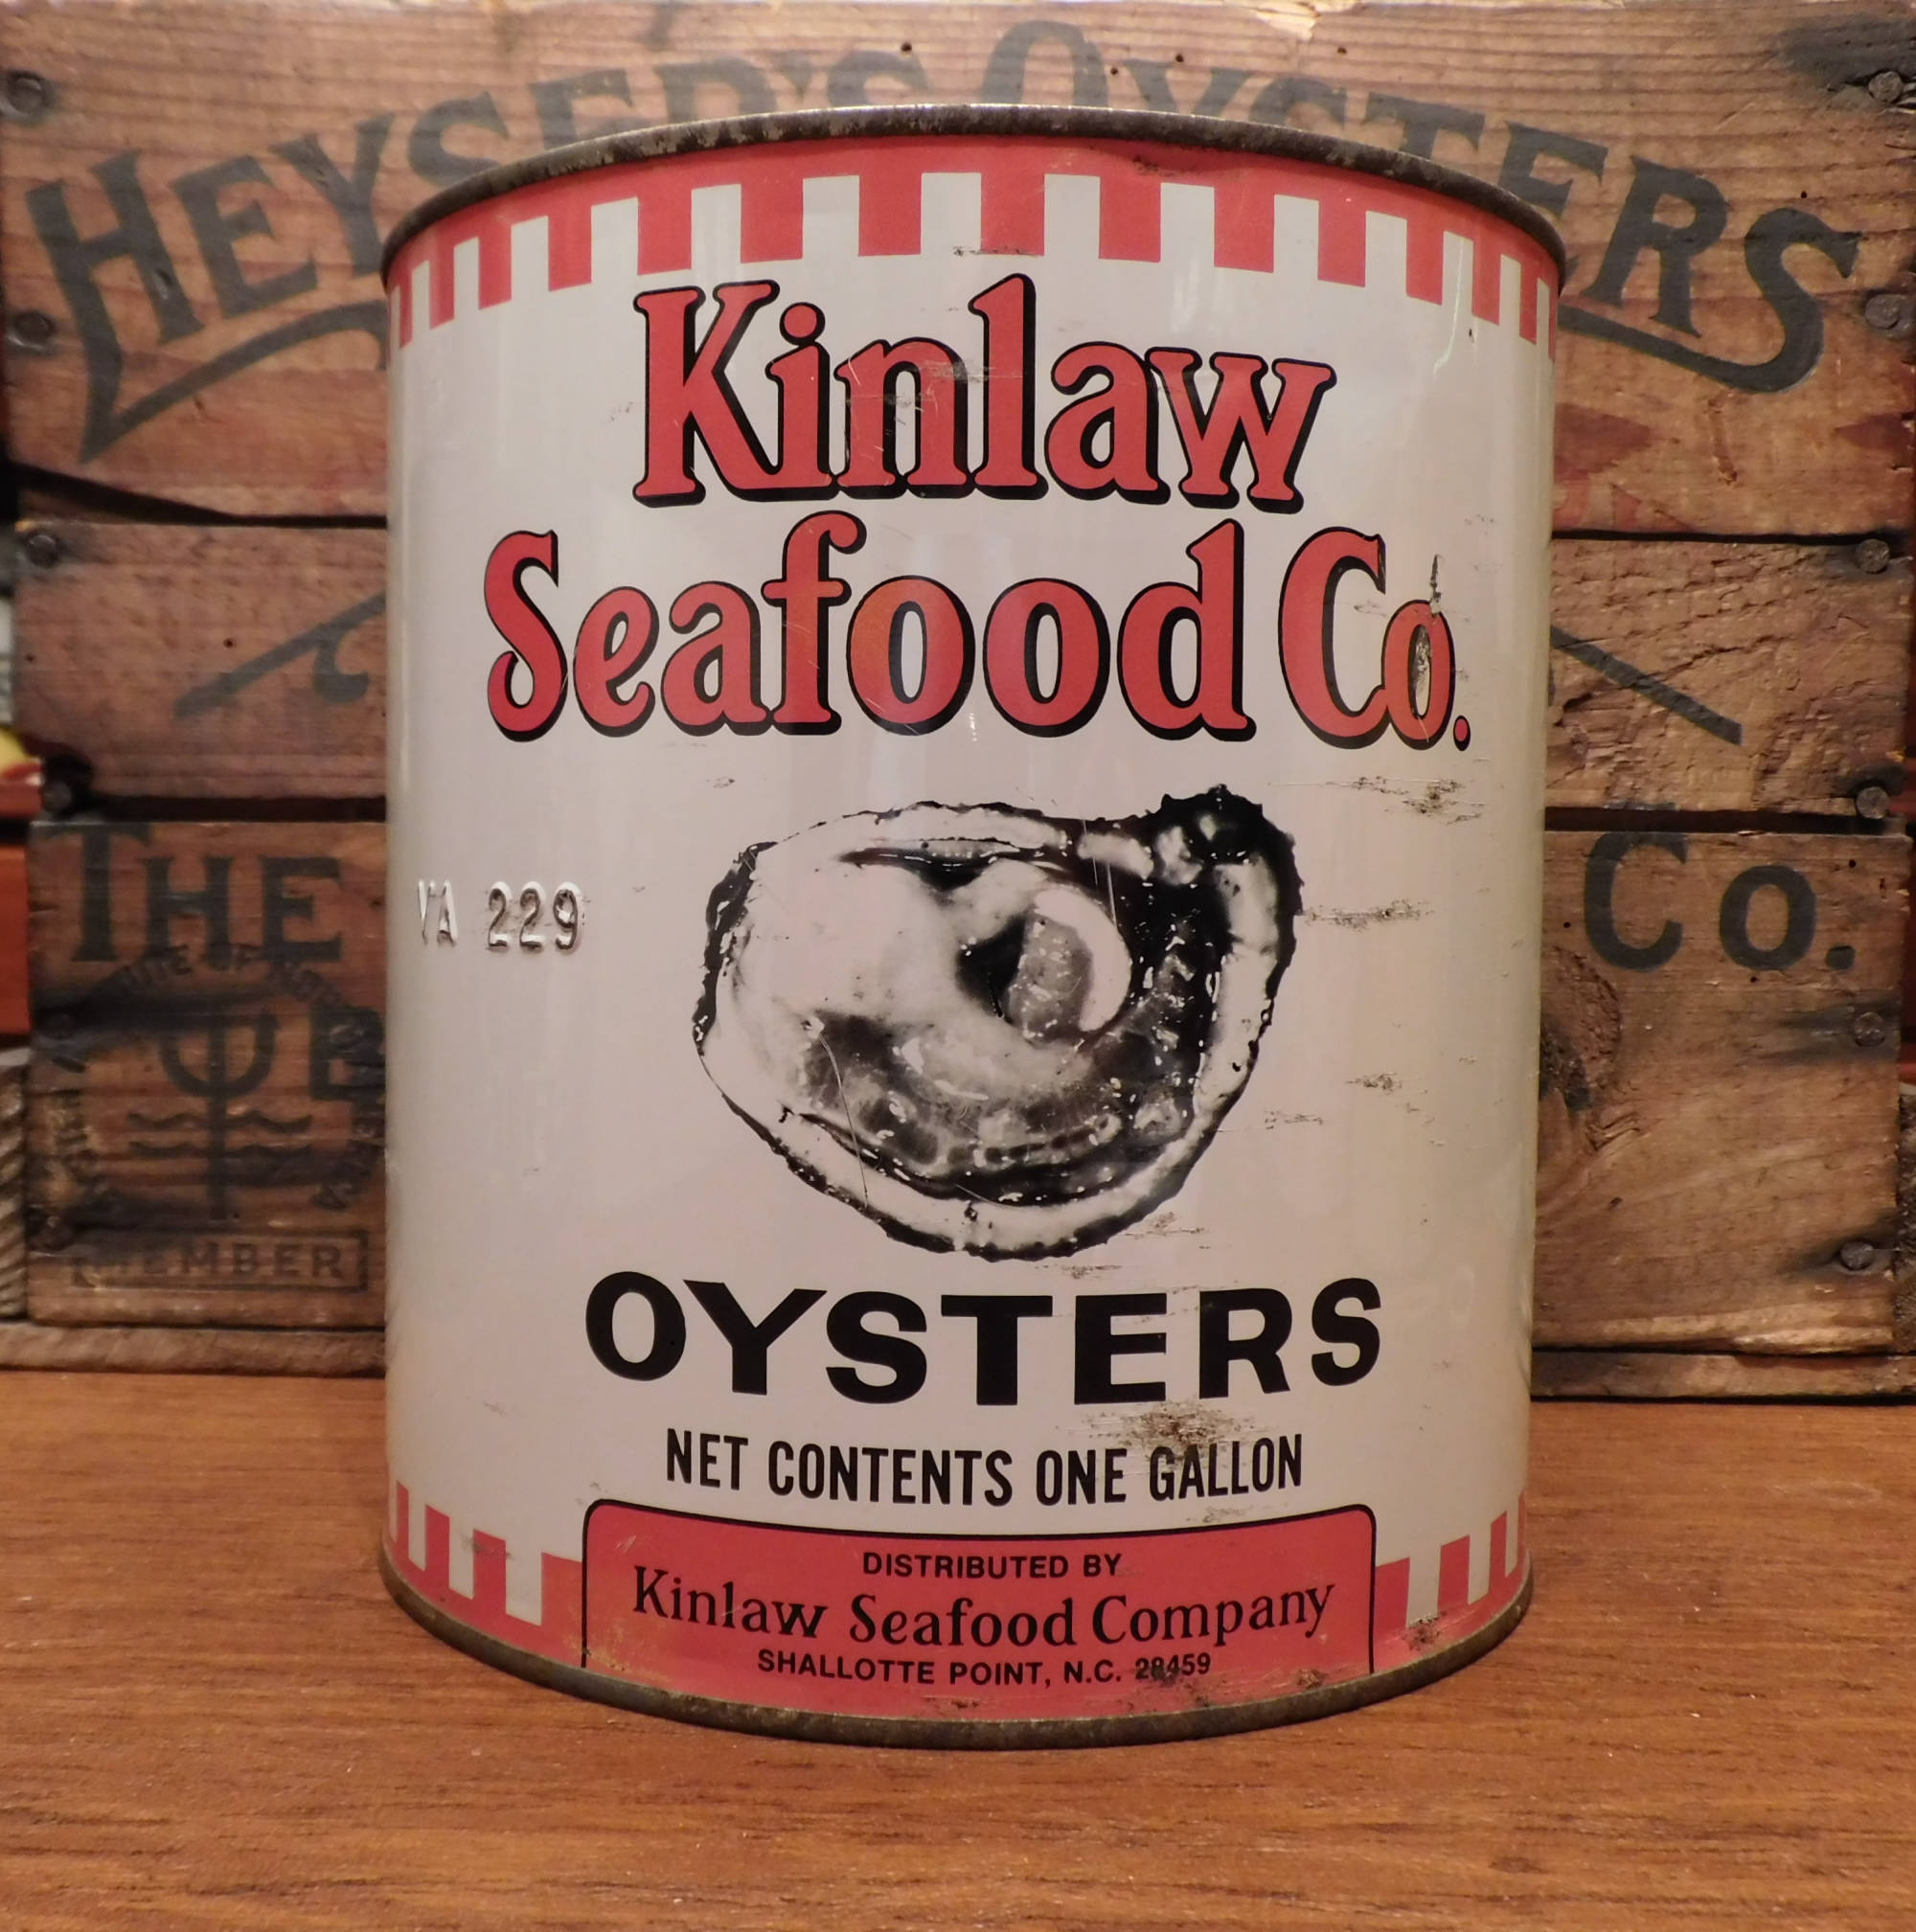 HEYSER'S OYSTERS
Kinlaw
Seafood Co.
THE
Co.
VA 229
MEMBER
OYSTERS
NET CONTENTS ONE GALLON
DISTRIBUTED BY
Kinlaw Seafood Company
SHALLOTTE POINT, N.C. 28459